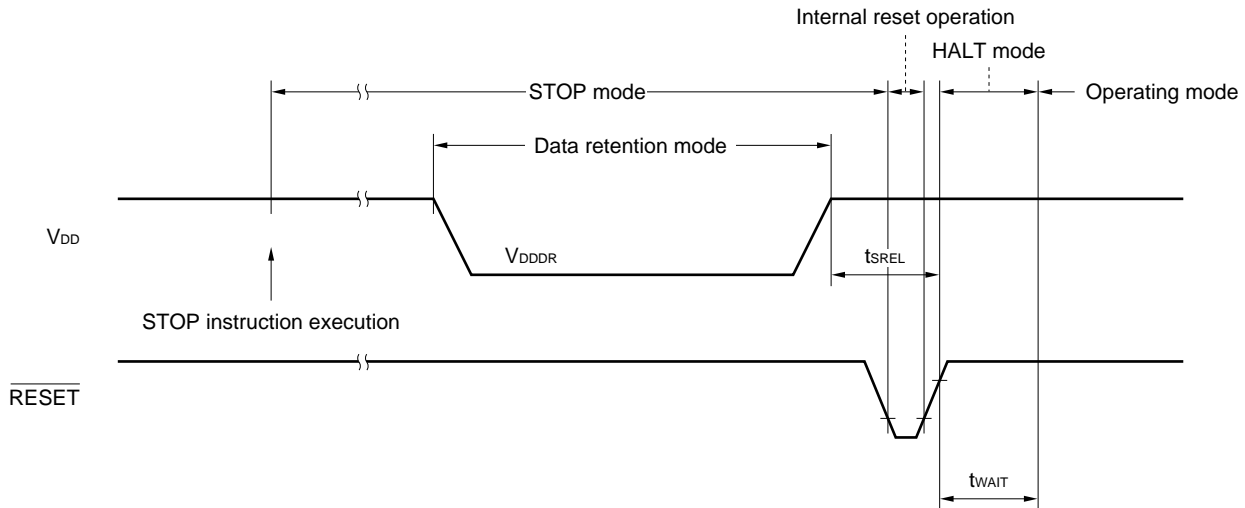 Internal reset operation
HALT mode
STOP mode
Operating mode
Data retention mode
VDD
VDDDR
tSREL
STOP instruction execution
RESET
tWAIT